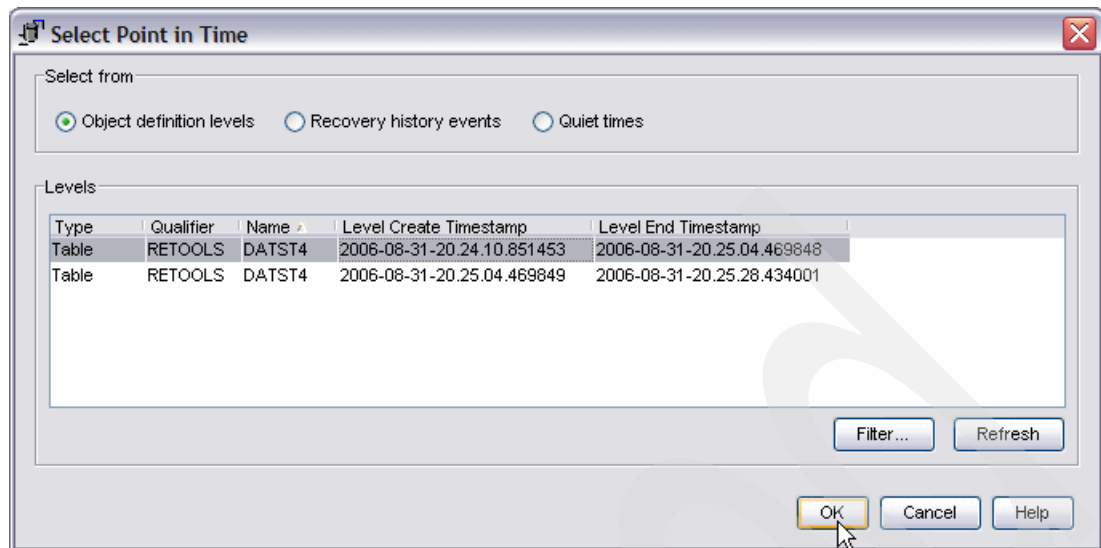 Select Point in Time
Select from
Object definition levels Recovery history events Quiet times
Levels
Type Qualifier Name Level Create Timestamp Level End Timestamp
Table RETOOLS DATST4 2006-08-31-20.24.10.851453 2006-08-31-20.25.04.469848
Table RETOOLS DATST4 2006-08-31-20.25.04.469849 2006-08-31-20.25.28.434001
Filter... Refresh
OK Cancel Help